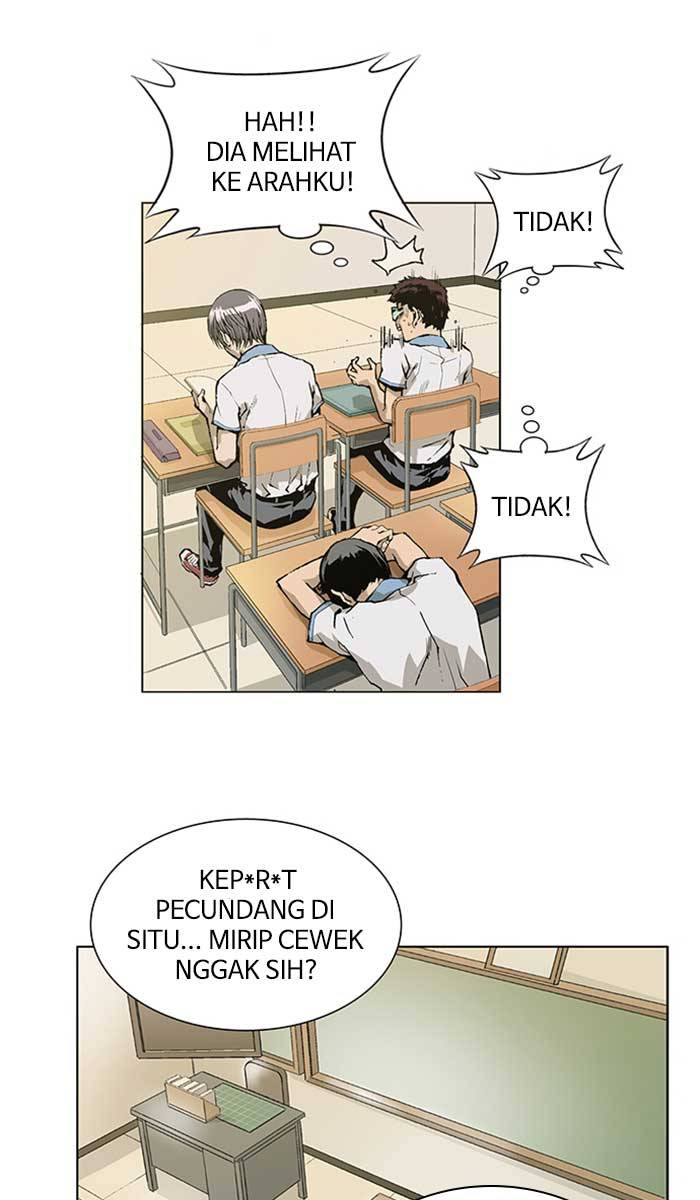 HAH!!
DIA MELIHAT
KE ARAHKU!
TIDAK!
TIDAK!
KEP*R*T
PECUNDANG DI
SITU... MIRIP CEWEK
NGGAK SIH?